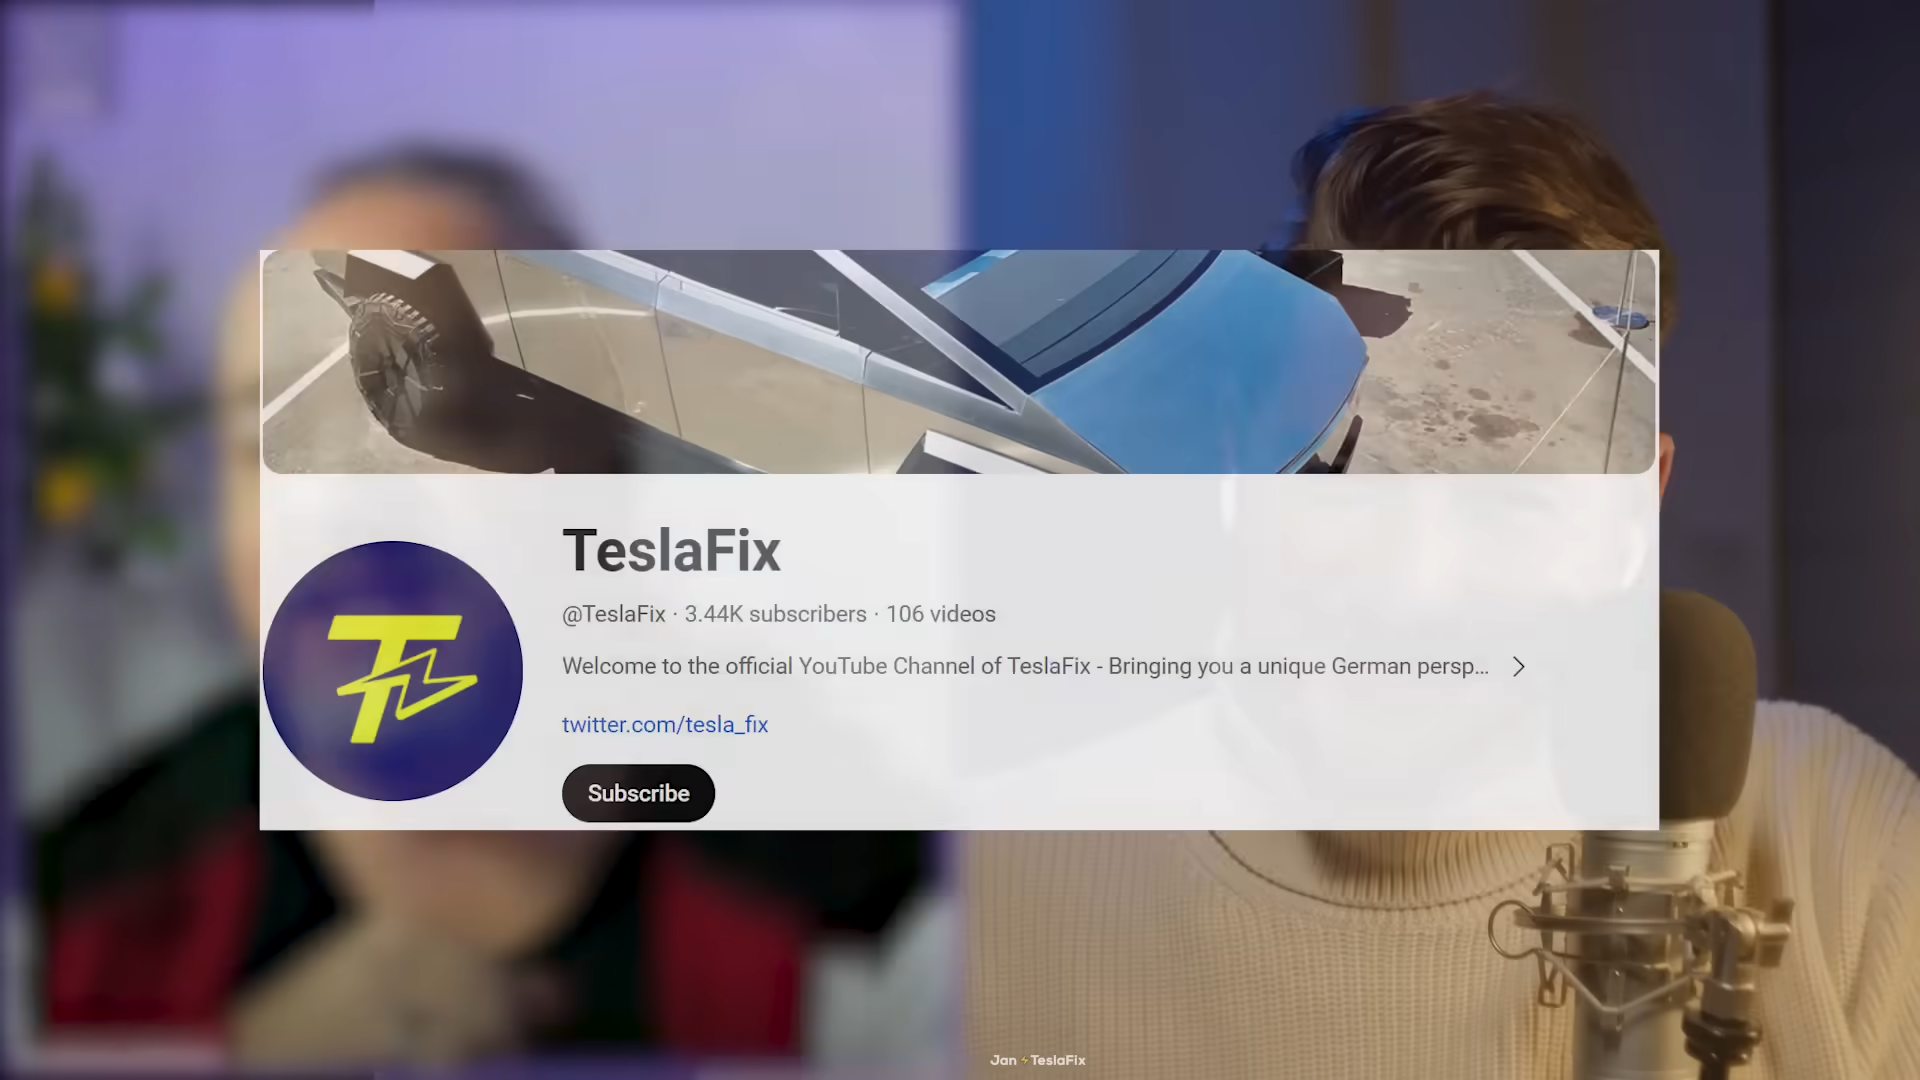 TeslaFix
@TeslaFix · 3.44K subscribers · 106 videos
Welcome to the official YouTube Channel of TeslaFix - Bringing you a unique German persp...
twitter.com/tesla_fix
Subscribe
Jan ⚡TeslaFix